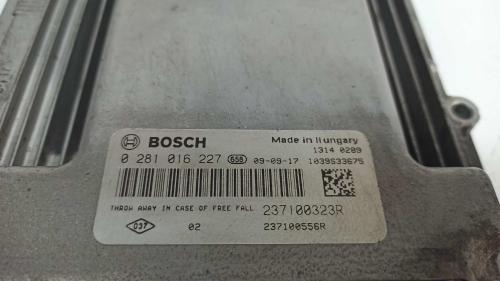 BOSCH Made in Hungary
1314 0289
0 281 016 227 658 09-09-17 1039S33675
THROW AWAY IN CASE OF FREE FALL 237100323R
037 02 237100556R